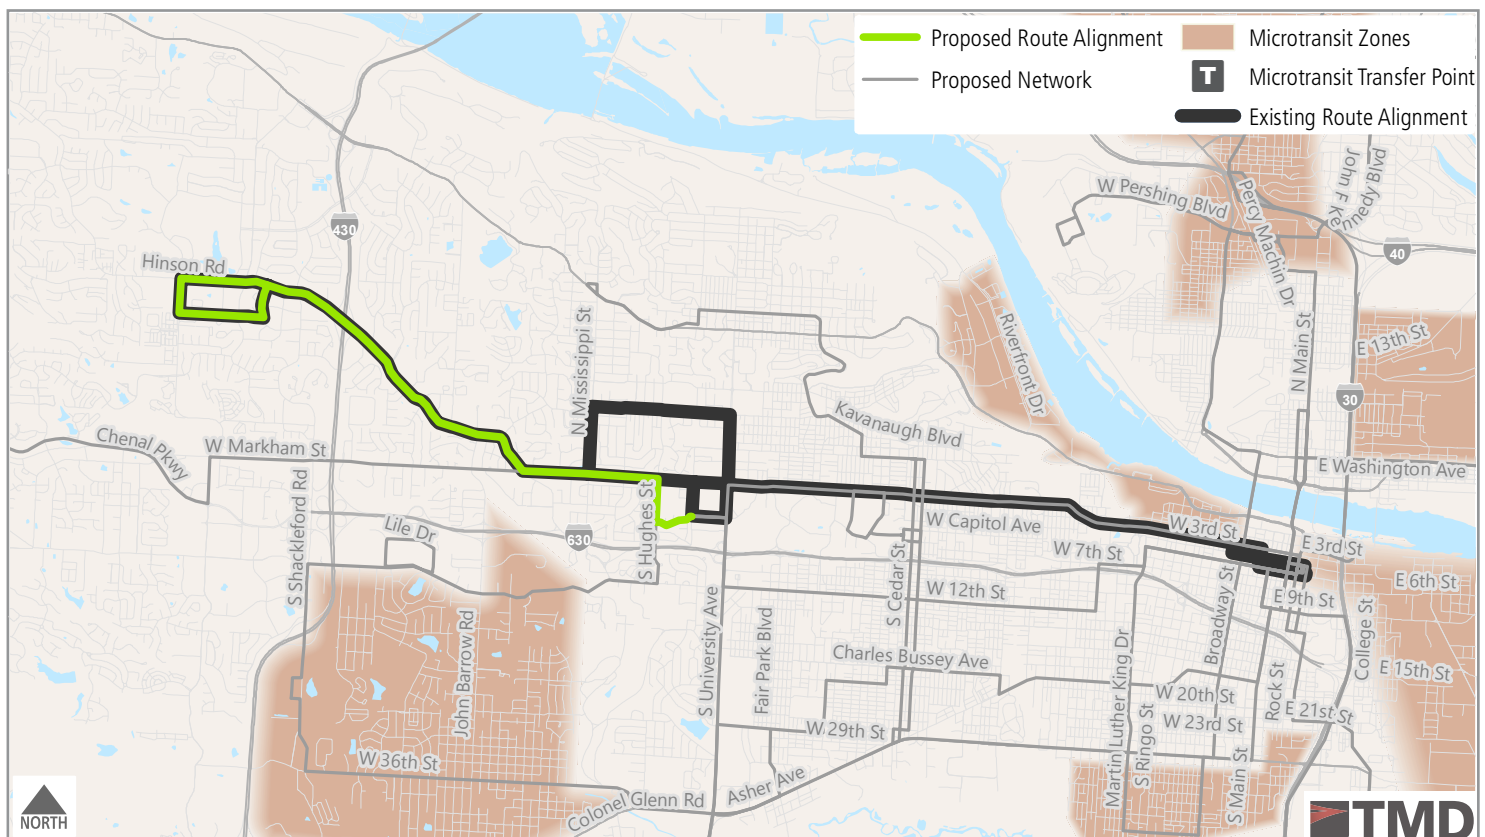 Proposed Route Alignment
Proposed Network
Microtransit Zones
T
Microtransit Transfer Point
Existing Route Alignment
John F Kennedy Blvd
W Pershing Blvd
Percy Machin Dr
430
40
Hinson Rd
N Mississippi St
Riverfront Dr
N Main St
E 13th St
30
Kavanaugh Blvd
Chenal Pkwy
W Markham St
E Washington Ave
S Shackleford Rd
S Hughes St
Lile Dr
630
W Capitol Ave
W 3rd St
E 3rd St
W 7th St
S Cedar St
W 12th St
Broadway St
E 6th St
E 9th St
S University Ave
Fair Park Blvd
John Barrow Rd
Charles Bussey Ave
Martin Luther King Dr
College St
E 15th St
W 20th St
Rock St
S Ringo St
W 23rd St
E 21st St
W 29th St
W 36th St
S Main St
Asher Ave
Colonel Glenn Rd
NORTH
TMD